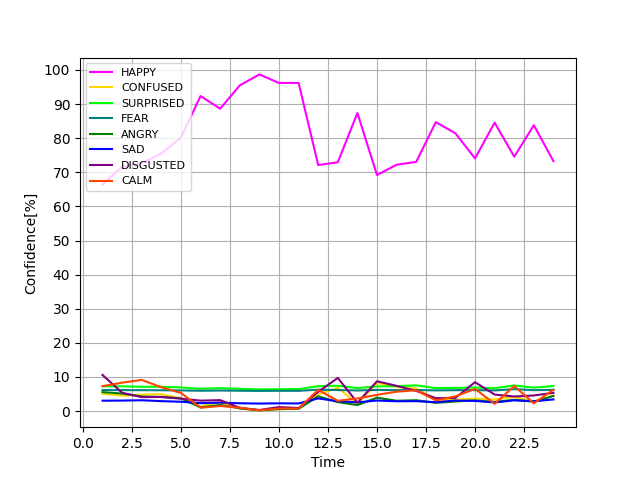 100
90
80
70
60
50
40
30
20
10
0
Confidence[%]
HAPPY
CONFUSED
SURPRISED
FEAR
ANGRY
SAD
DISGUSTED
CALM
0.0 2.5 5.0 7.5 10.0 12.5 15.0 17.5 20.0 22.5
Time